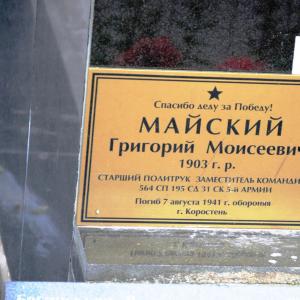 Спасибо деду за Победу!
МАЙСКИЙ
Григорий Моисеевич
1903 г. р.
СТАРШИЙ ПОЛИТРУК ЗАМЕСТИТЕЛЬ КОМАНДИ
564 СП 195 СД 31 СК 5-й АРМИИ
Погиб 7 августа 1941 г. обороняя
г. Коростень